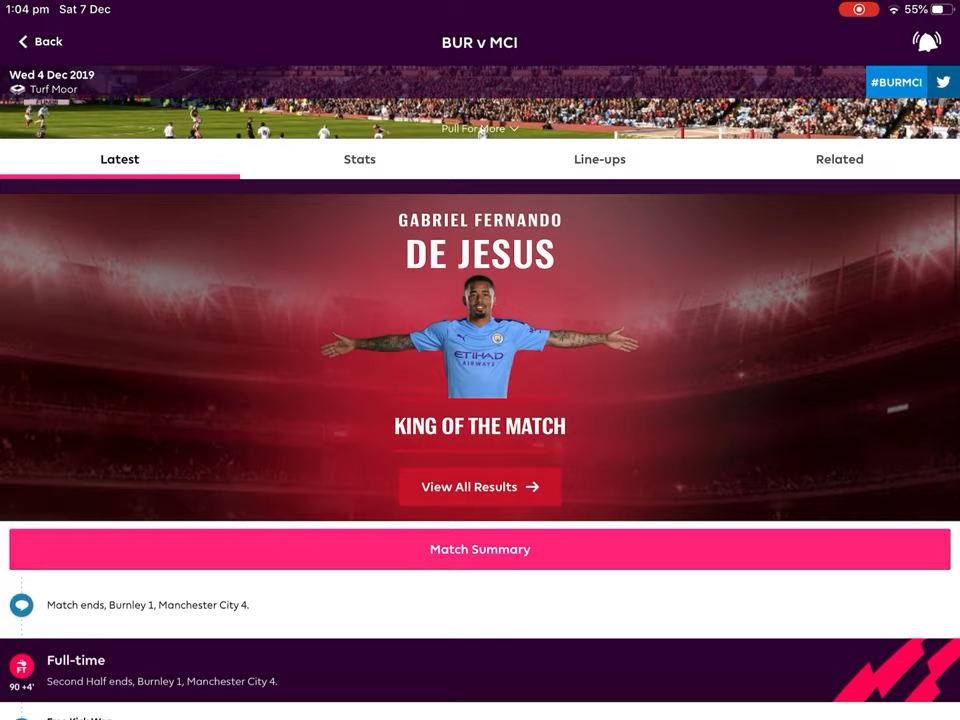 1:04 pm Sat 7 Dec
55%
Back
BUR v MCI
Wed 4 Dec 2019
Turf Moor
#BURMCI
Pull For More
Latest
Stats
Line-ups
Related
GABRIEL FERNANDO
DE JESUS
ETIHAD
AIRWAYS
KING OF THE MATCH
View All Results →
Match Summary
Match ends, Burnley 1, Manchester City 4.
FT
Full-time
90 +4'
Second Half ends, Burnley 1, Manchester City 4.